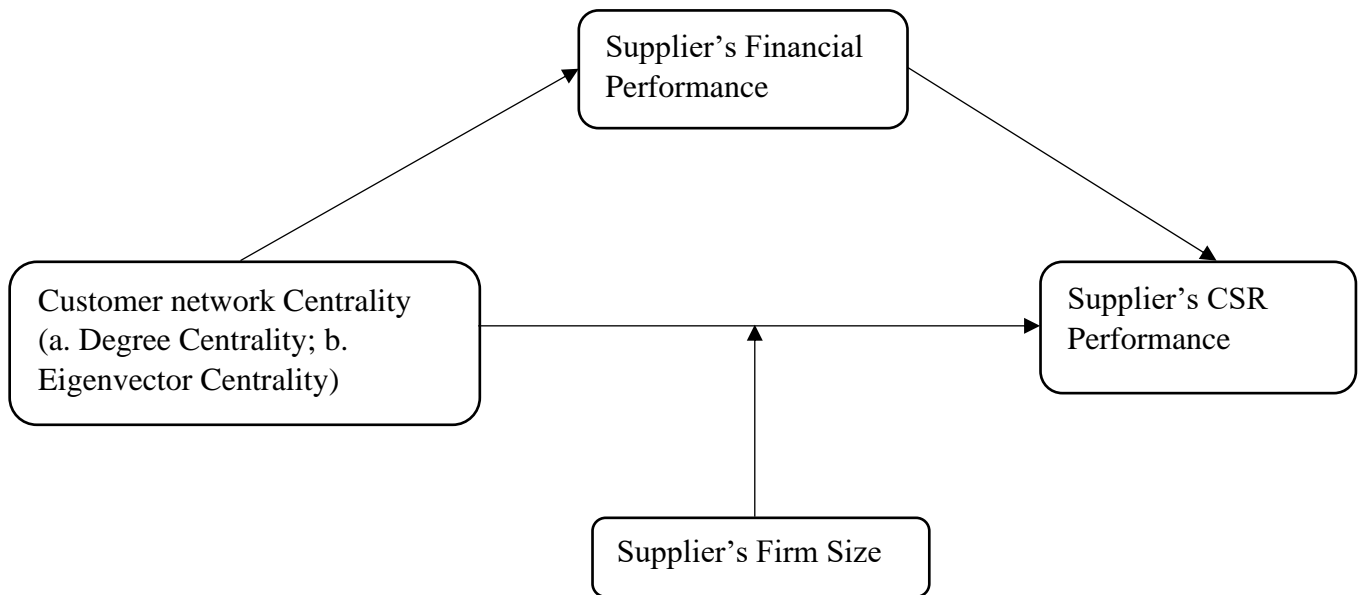 Supplier’s Financial
Performance
Customer network Centrality
(a. Degree Centrality; b.
Eigenvector Centrality)
Supplier’s CSR
Performance
Supplier’s Firm Size